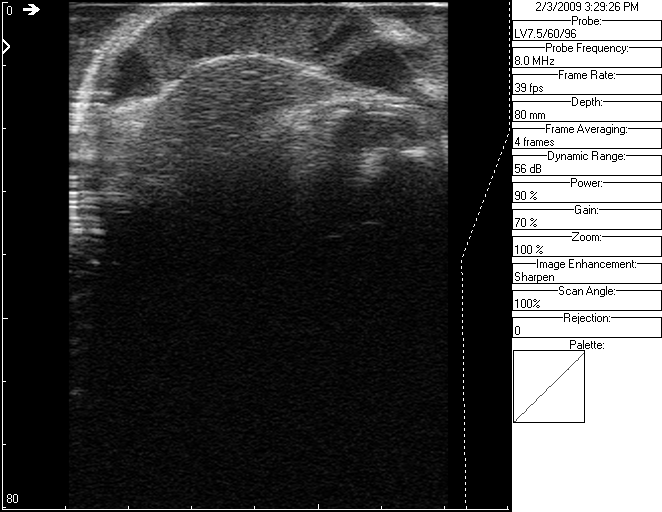 0
80
2/3/2009 3:29:26 PM
Probe:
LV7.5/60/96
Probe Frequency:
8.0 MHz
Frame Rate:
39 fps
Depth:
80 mm
Frame Averaging:
4 frames
Dynamic Range:
56 dB
Power:
90 %
Gain:
70 %
Zoom:
100 %
Image Enhancement:
Sharpen
Scan Angle:
100%
Rejection:
0
Palette: